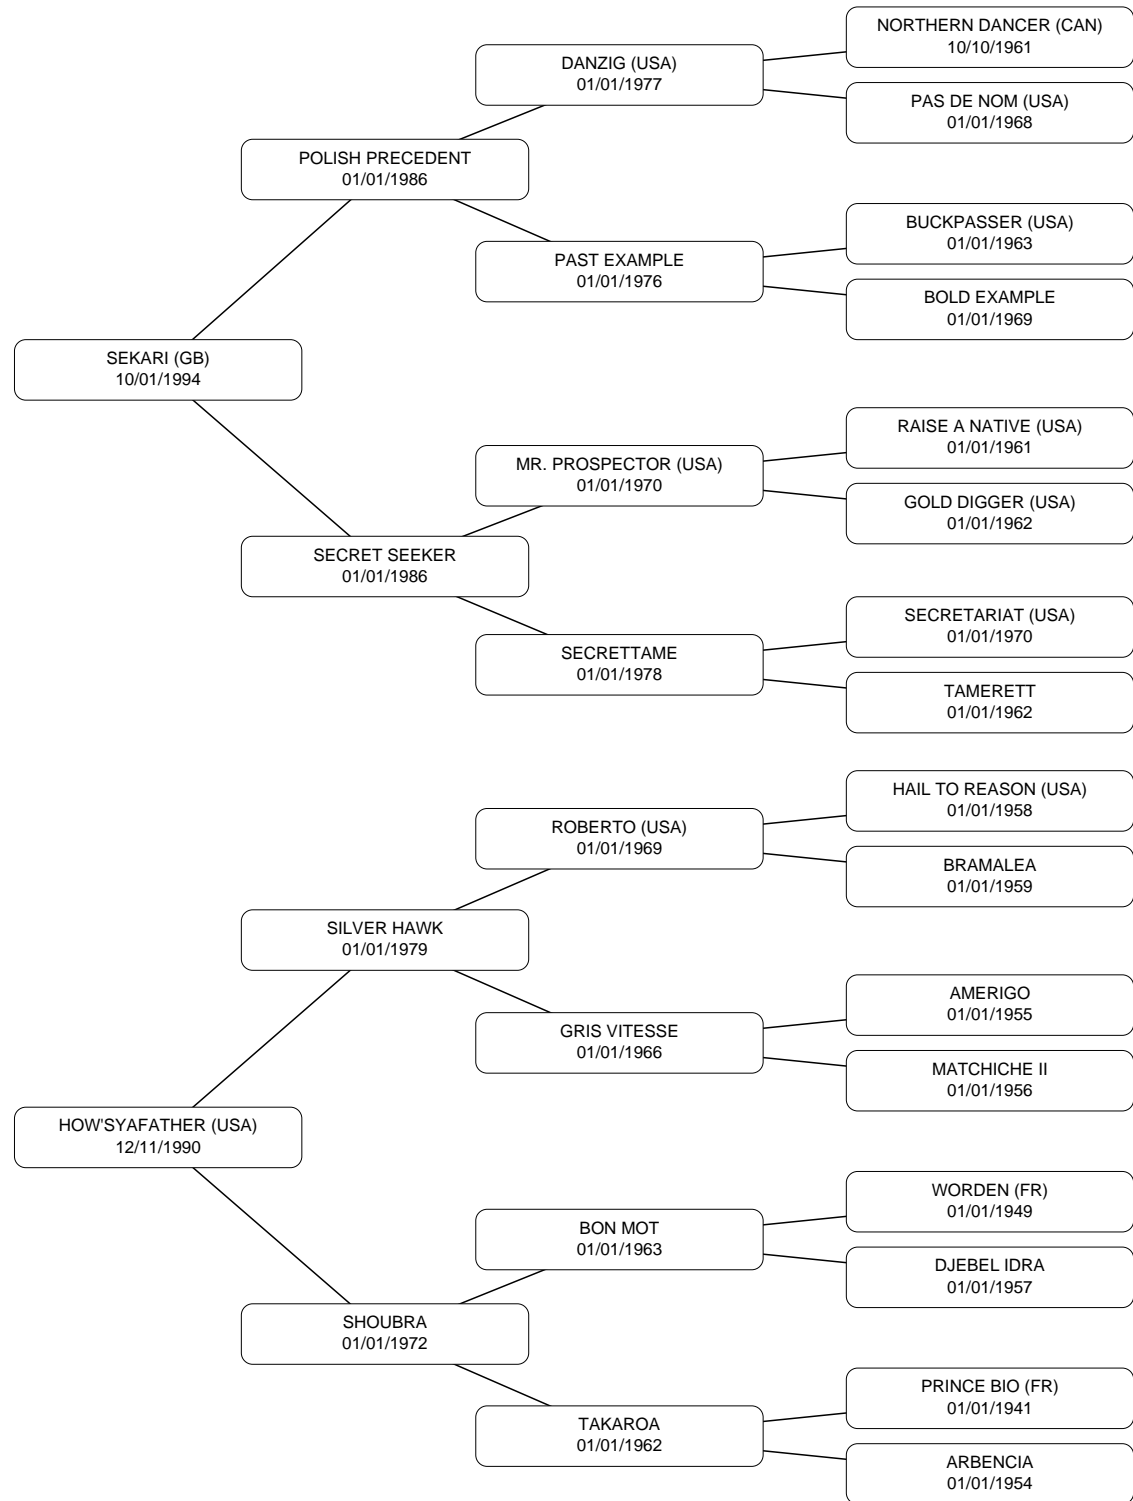 NORTHERN DANCER (CAN)
10/10/1961
DANZIG (USA)
01/01/1977
PAS DE NOM (USA)
01/01/1968
POLISH PRECEDENT
01/01/1986
BUCKPASSER (USA)
01/01/1963
PAST EXAMPLE
01/01/1976
BOLD EXAMPLE
01/01/1969
SEKARI (GB)
10/01/1994
RAISE A NATIVE (USA)
01/01/1961
MR. PROSPECTOR (USA)
01/01/1970
GOLD DIGGER (USA)
01/01/1962
SECRET SEEKER
01/01/1986
SECRETARIAT (USA)
01/01/1970
SECRETTAME
01/01/1978
TAMERETT
01/01/1962
HAIL TO REASON (USA)
01/01/1958
ROBERTO (USA)
01/01/1969
BRAMALEA
01/01/1959
SILVER HAWK
01/01/1979
AMERIGO
01/01/1955
GRIS VITESSE
01/01/1966
MATCHICHE II
01/01/1956
HOW'SYAFATHER (USA)
12/11/1990
WORDEN (FR)
01/01/1949
BON MOT
01/01/1963
DJEBEL IDRA
01/01/1957
SHOUBRA
01/01/1972
PRINCE BIO (FR)
01/01/1941
TAKAROA
01/01/1962
ARBENCIA
01/01/1954